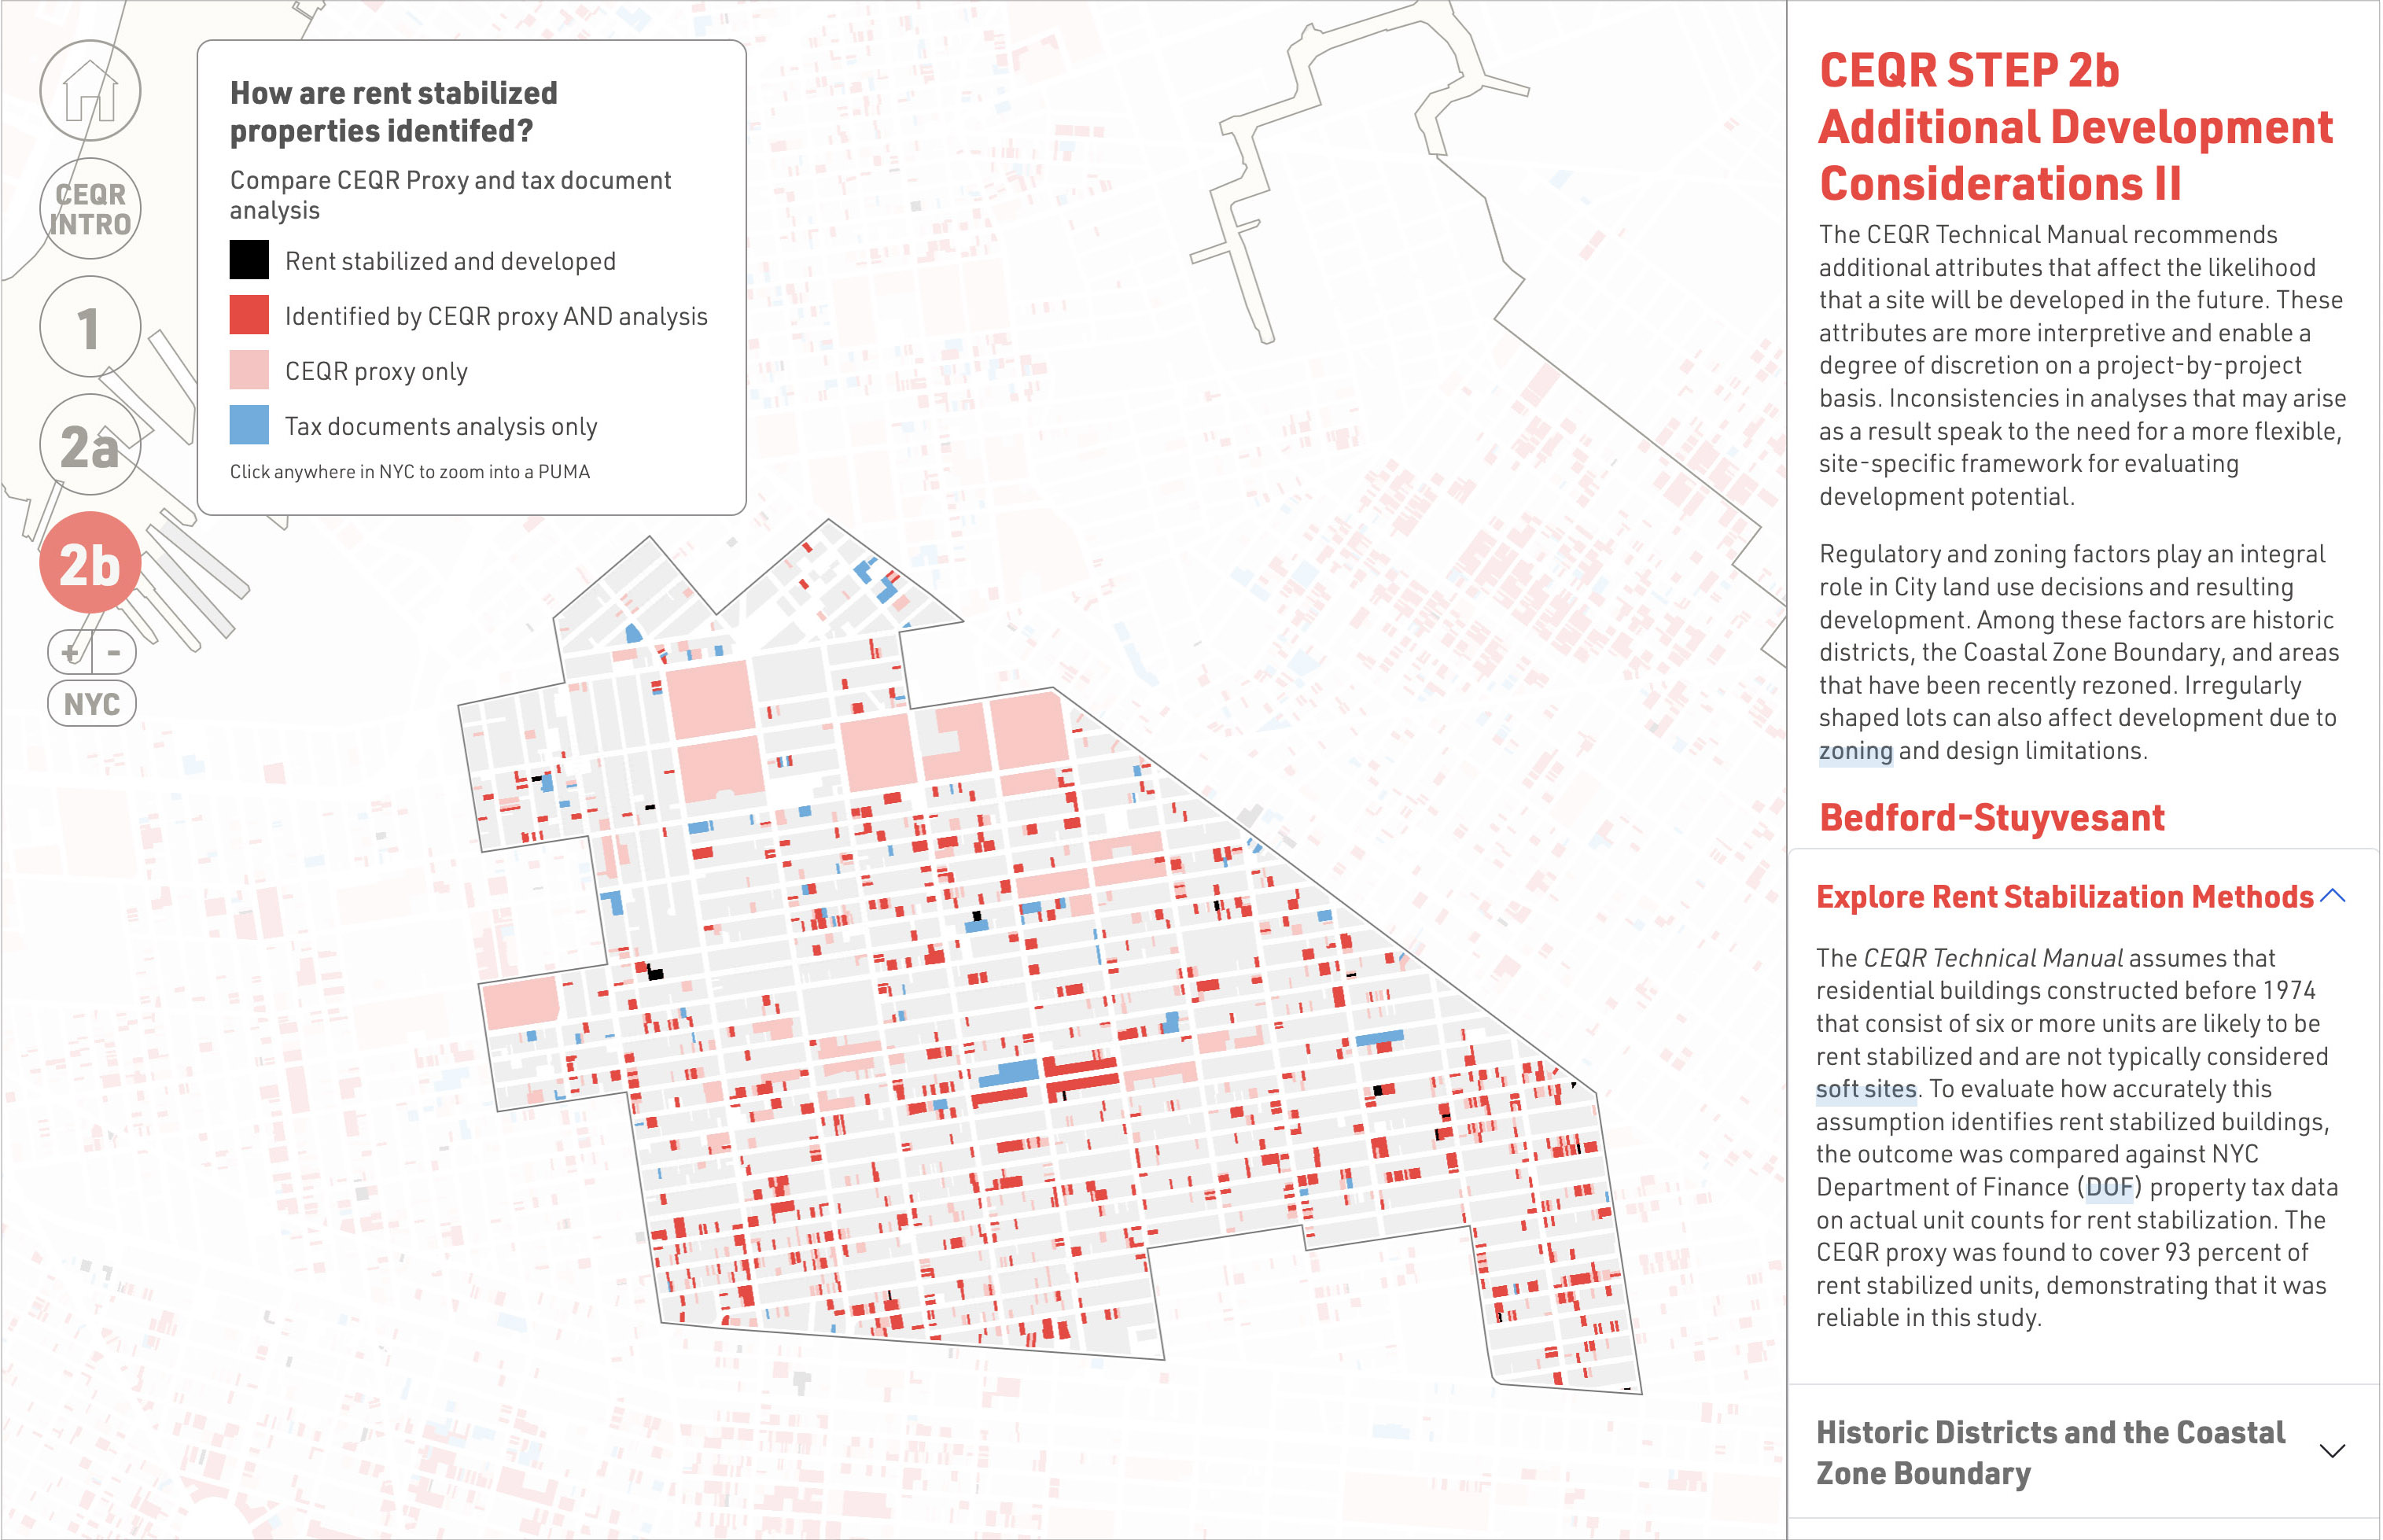 CEQR
INTRO
1
2a
2b
+ -
NYC
How are rent stabilized
properties identifed?
Compare CEQR Proxy and tax document
analysis
Rent stabilized and developed
Identified by CEQR proxy AND analysis
CEQR proxy only
Tax documents analysis only
Click anywhere in NYC to zoom into a PUMA
CEQR STEP 2b
Additional Development
Considerations II
The CEQR Technical Manual recommends
additional attributes that affect the likelihood
that a site will be developed in the future. These
attributes are more interpretive and enable a
degree of discretion on a project-by-project
basis. Inconsistencies in analyses that may arise
as a result speak to the need for a more flexible,
site-specific framework for evaluating
development potential.
Regulatory and zoning factors play an integral
role in City land use decisions and resulting
development. Among these factors are historic
districts, the Coastal Zone Boundary, and areas
that have been recently rezoned. Irregularly
shaped lots can also affect development due to
zoning and design limitations.
Bedford-Stuyvesant
Explore Rent Stabilization Methods
The CEQR Technical Manual assumes that
residential buildings constructed before 1974
that consist of six or more units are likely to be
rent stabilized and are not typically considered
soft sites. To evaluate how accurately this
assumption identifies rent stabilized buildings,
the outcome was compared against NYC
Department of Finance (DOF) property tax data
on actual unit counts for rent stabilization. The
CEQR proxy was found to cover 93 percent of
rent stabilized units, demonstrating that it was
reliable in this study.
Historic Districts and the Coastal
Zone Boundary